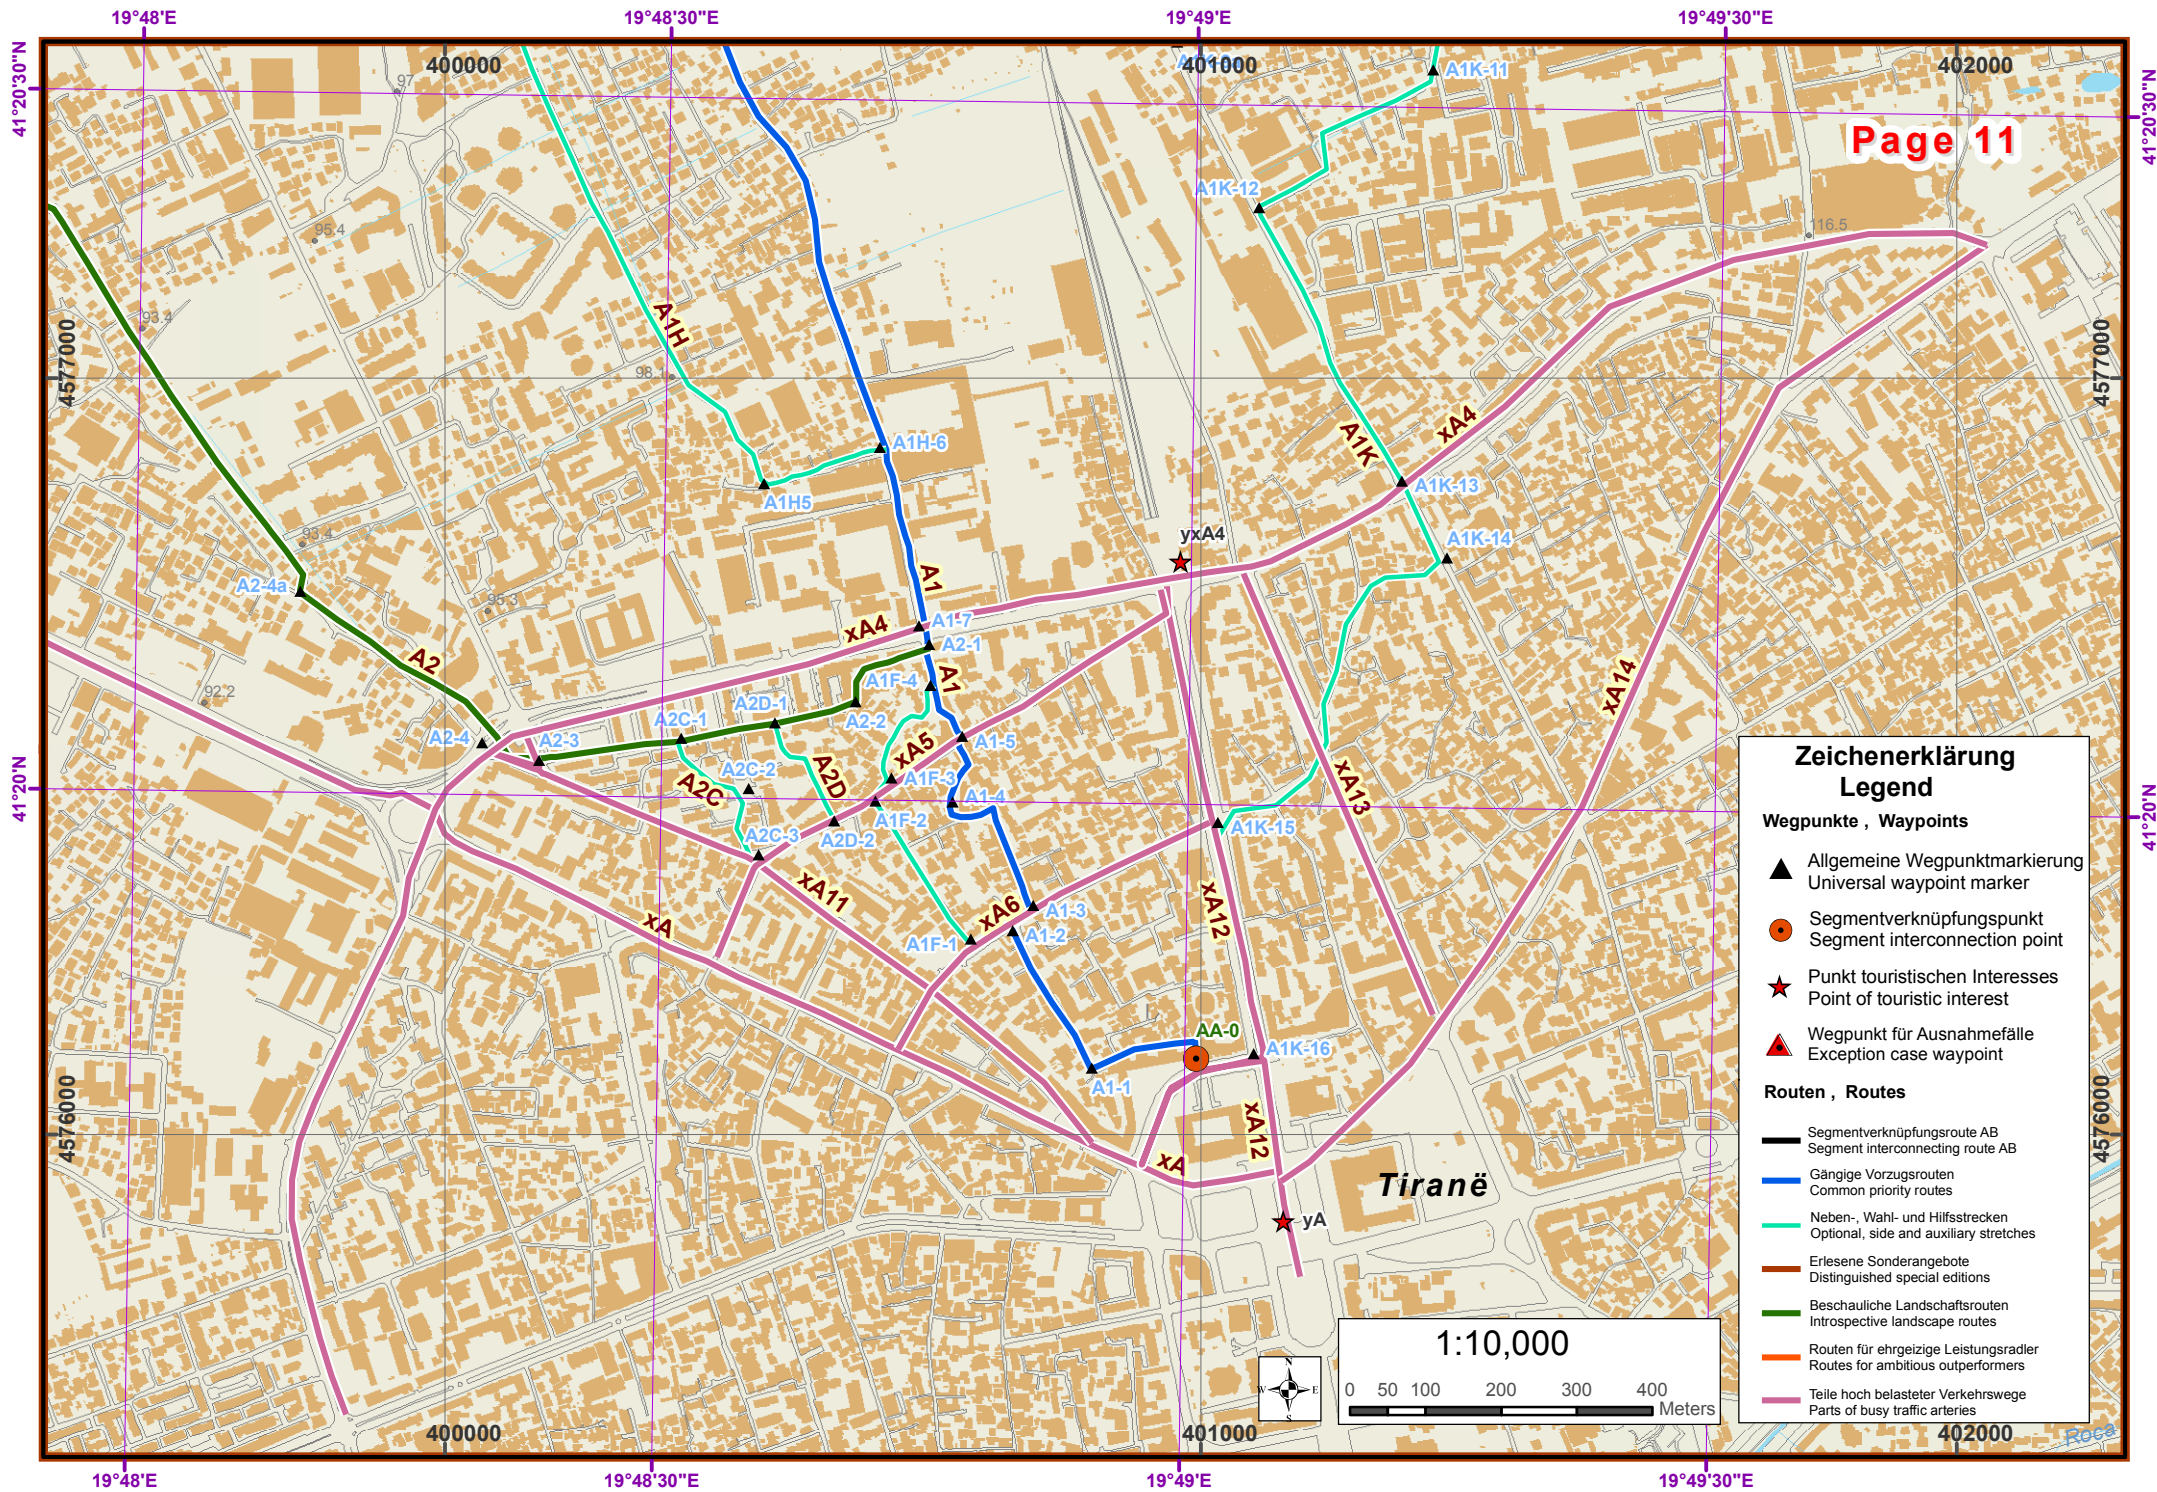 19°48'E
19°48'30"E
19°49'E
19°49'30"E
41°20'30"N
41°20'30"N
400000
401000
402000
Page 11
97
A1K-11
A1K-12
95.4
116.5
93.4
A1H
98.1
4577000
4577000
A1H-6
A1H5
A1K
xA4
A1K-13
93.4
yxA4
A1K-14
A2-4a
95.3
A1
xA4
A1-7
A2-1
A2
92.2
A1F-4
A1
A2D-1
A2C-1
A2-2
xA14
A2-4
A2-3
xA5
A1-5
A2C-2
A2D
A1F-3
A2C
A1-4
xA13
41°20'N
41°20'N
A1F-2
A2D-2
A1K-15
A2C-3
xA11
xA6
A1-3
xA12
xA
A1F-1
A1-2
AA-0
A1K-16
A1-1
4576000
4576000
xA12
xA
Tiranë
yA
Zeichenerklärung
Legend
Wegpunkte , Waypoints
Allgemeine Wegpunktmarkierung
Universal waypoint marker
Segmentverknüpfungspunkt
Segment interconnection point
Punkt touristischen Interesses
Point of touristic interest
Wegpunkt für Ausnahmefälle
Exception case waypoint
Routen , Routes
Segmentverknüpfungsroute AB
Segment interconnecting route AB
Gängige Vorzugsrouten
Common priority routes
Neben-, Wahl- und Hilfsstrecken
Optional, side and auxiliary stretches
Erlesene Sonderangebote
Distinguished special editions
Beschauliche Landschaftsrouten
Introspective landscape routes
Routen für ehrgeizige Leistungsradler
Routes for ambitious outperformers
Teile hoch belasteter Verkehrswege
Parts of busy traffic arteries
1:10,000
0 50 100 200 300 400
Meters
N
W E
S
Roca
400000
401000
402000
19°48'E
19°48'30"E
19°49'E
19°49'30"E